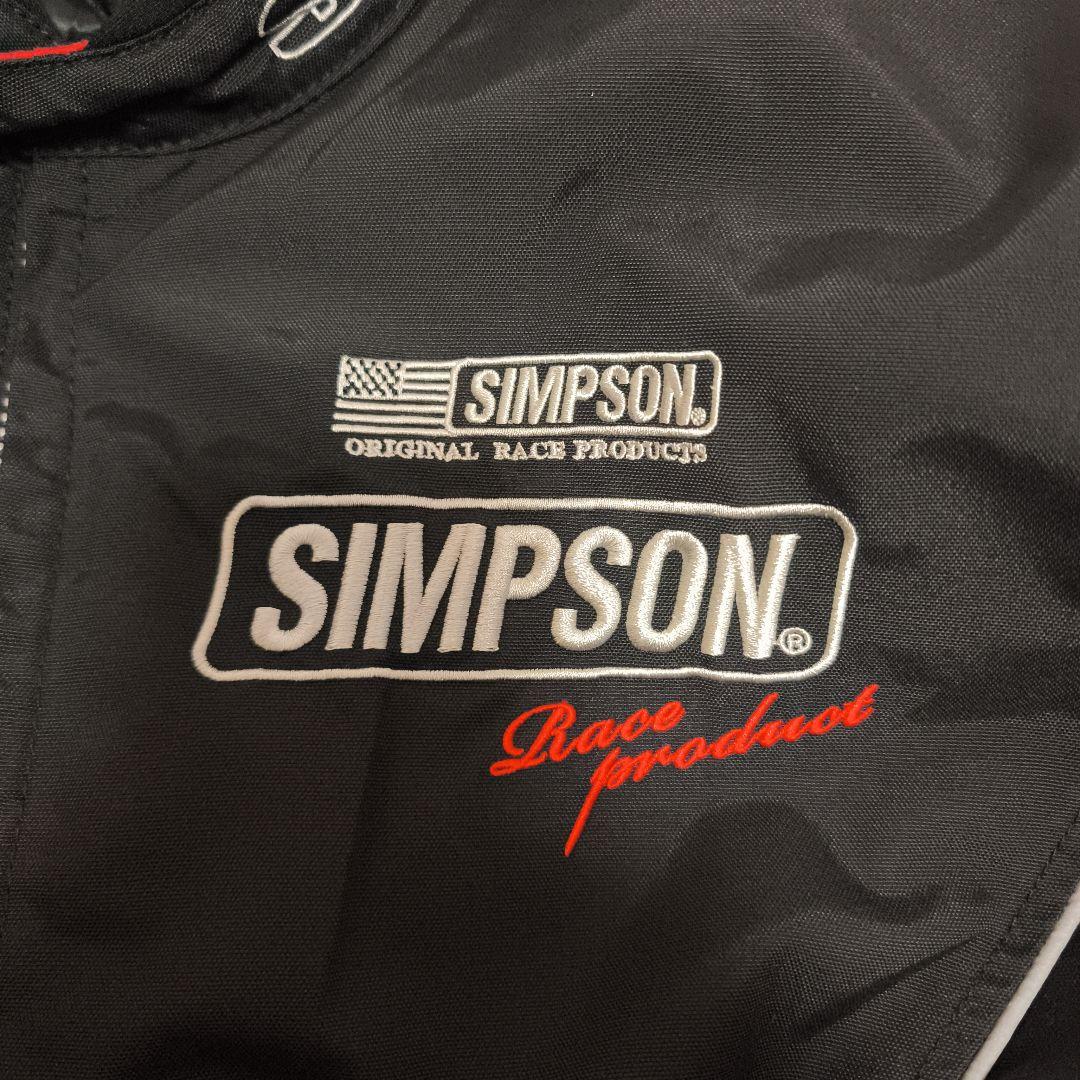 SIMPSON®
ORIGINAL RACE PRODUCTS
SIMPSON®
Race
product